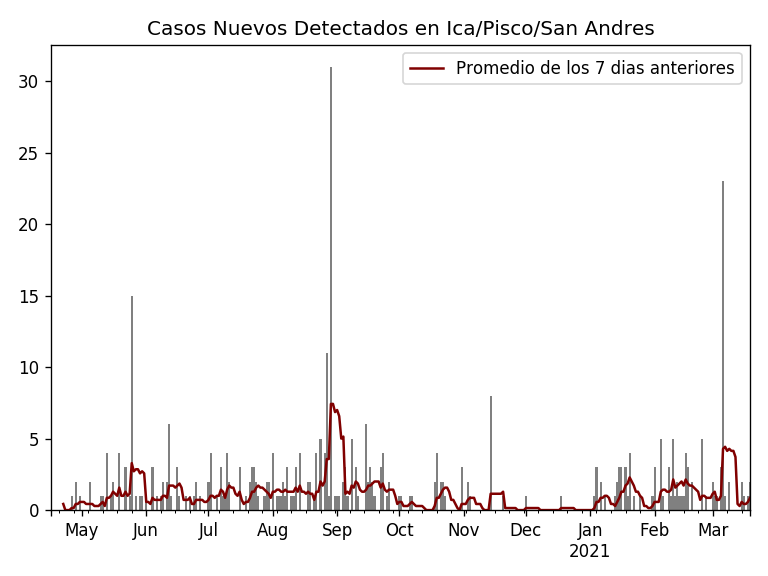 Casos Nuevos Detectados en Ica/Pisco/San Andres
Promedio de los 7 dias anteriores
30
25
20
15
10
5
0
May Jun Jul Aug Sep Oct Nov Dec Jan Feb Mar
2021